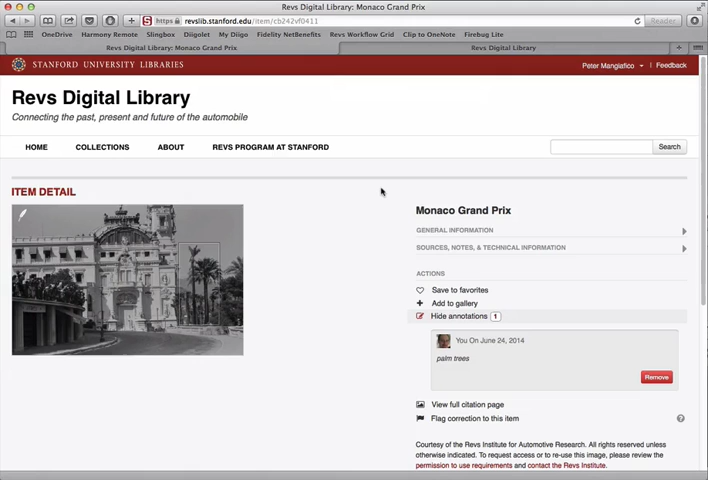 Revs Digital Library: Monaco Grand Prix
https revslib.stanford.edu/item/cb242vf0411
Reader
OneDrive Harmony Remote Slingbox Diigolet My Diigo Fidelity NetBenefits Revs Workflow Grid Clip to OneNote Firebug Lite
Revs Digital Library: Monaco Grand Prix
Revs Digital Library
STANFORD UNIVERSITY LIBRARIES
Peter Mangiafico | Feedback
Revs Digital Library
Connecting the past, present and future of the automobile
HOME COLLECTIONS ABOUT REVS PROGRAM AT STANFORD
Search
ITEM DETAIL
Monaco Grand Prix
GENERAL INFORMATION
SOURCES, NOTES, & TECHNICAL INFORMATION
ACTIONS
Save to favorites
Add to gallery
Hide annotations 1
You On June 24, 2014
palm trees
Remove
View full citation page
Flag correction to this item
Courtesy of the Revs Institute for Automotive Research. All rights reserved unless
otherwise indicated. To request access or to re-use this image, please review the
permission to use requirements and contact the Revs Institute.